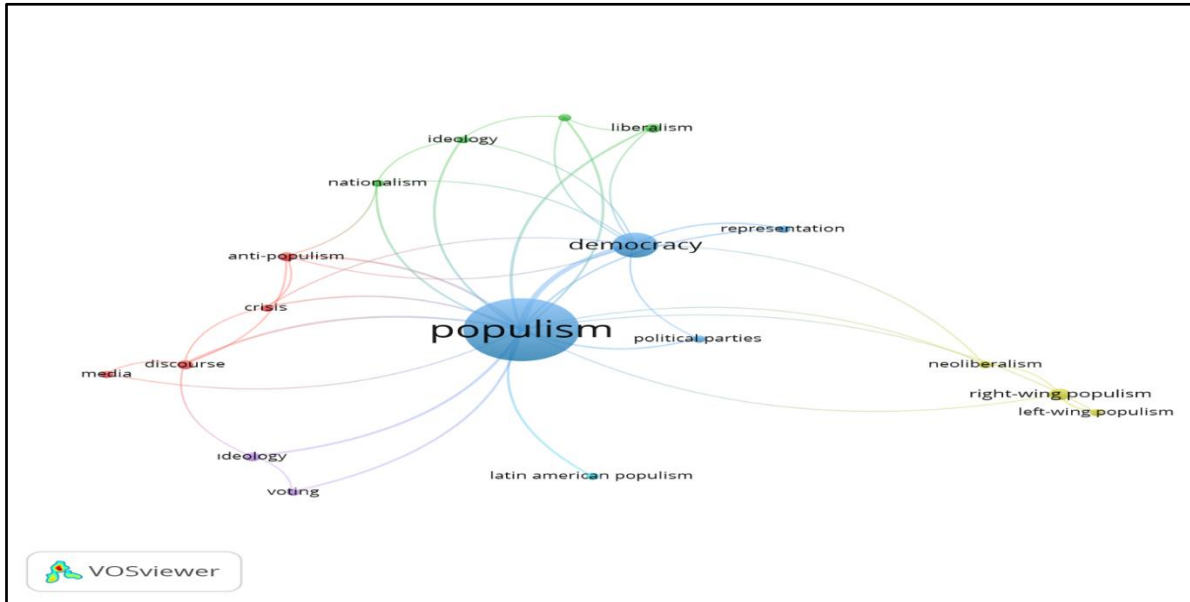 liberalism
ideology
nationalism
representation
democracy
anti-populism
crisis
populism
political parties
discourse
neoliberalism
media
right-wing populism
left-wing populism
ideology
latin american populism
voting
VOSviewer